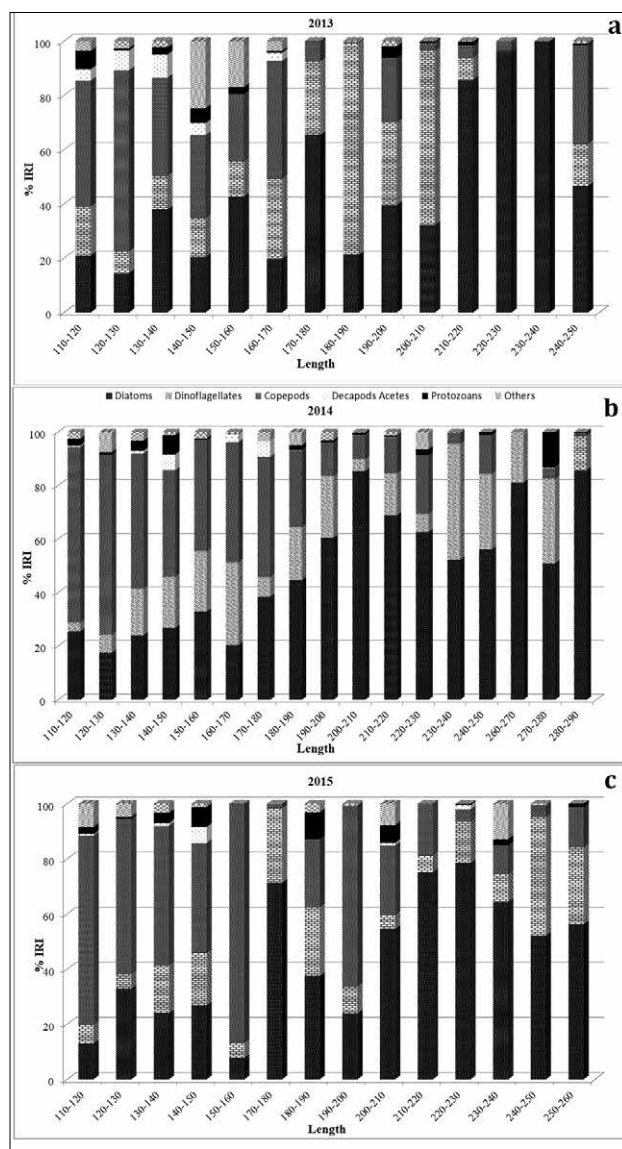 2013
a
100
80
60
40
20
0
% IRI
110-120 120-130 130-140 140-150 150-160 160-170 170-180 180-190 190-200 200-210 210-220 220-230 230-240 240-250
Length
Diatoms Dinoflagellates Copepods Decapods Acetes Protozoans Others
2014
b
100
80
60
40
20
0
% IRI
110-120 120-130 130-140 140-150 150-160 160-170 170-180 180-190 190-200 200-210 210-220 220-230 230-240 240-250 260-270 270-280 280-290
Length
2015
c
100
80
60
40
20
0
% IRI
110-120 120-130 130-140 140-150 150-160 170-180 180-190 190-200 200-210 210-220 220-230 230-240 240-250 250-260
Length